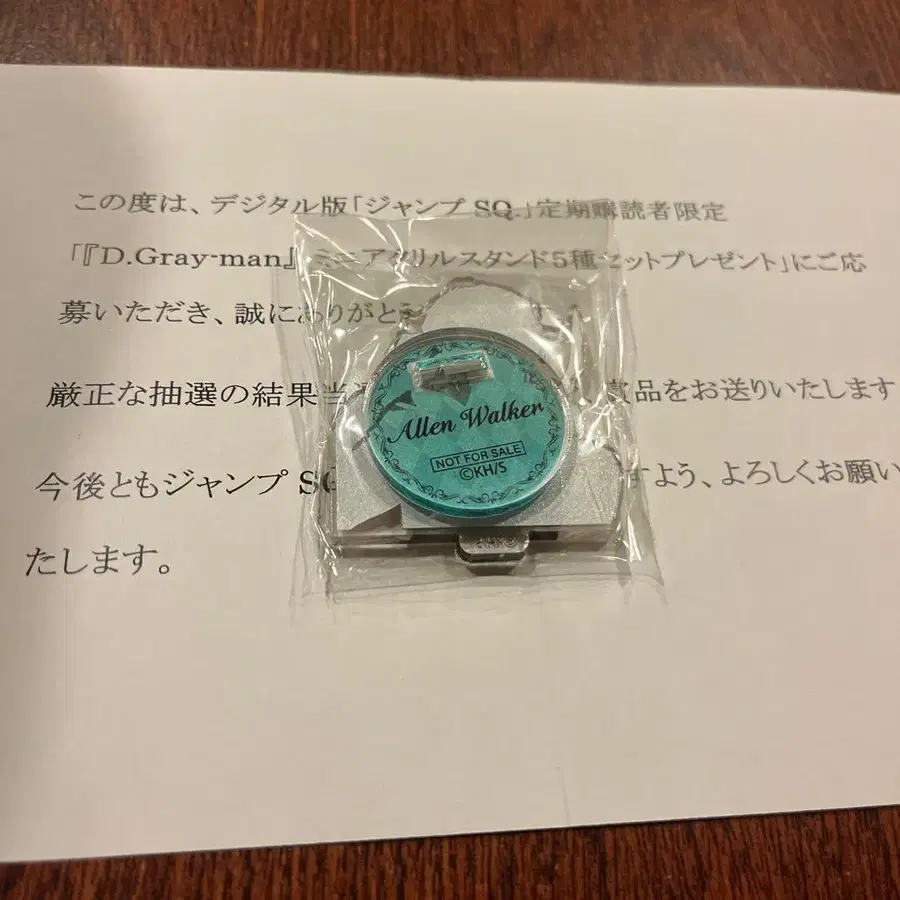 この度は、デジタル版「ジャンプ SQ.」定期購読者限定
「『D.Gray-man』ミニアクリルスタンド5種セットプレゼント」にご応
募いただき、誠にありがとう
厳正な抽選の結果当 賞品をお送りいたします
今後ともジャンプ SQ すよう、よろしくお願い
たします。
Allen Walker
NOT FOR SALE
©KH/S